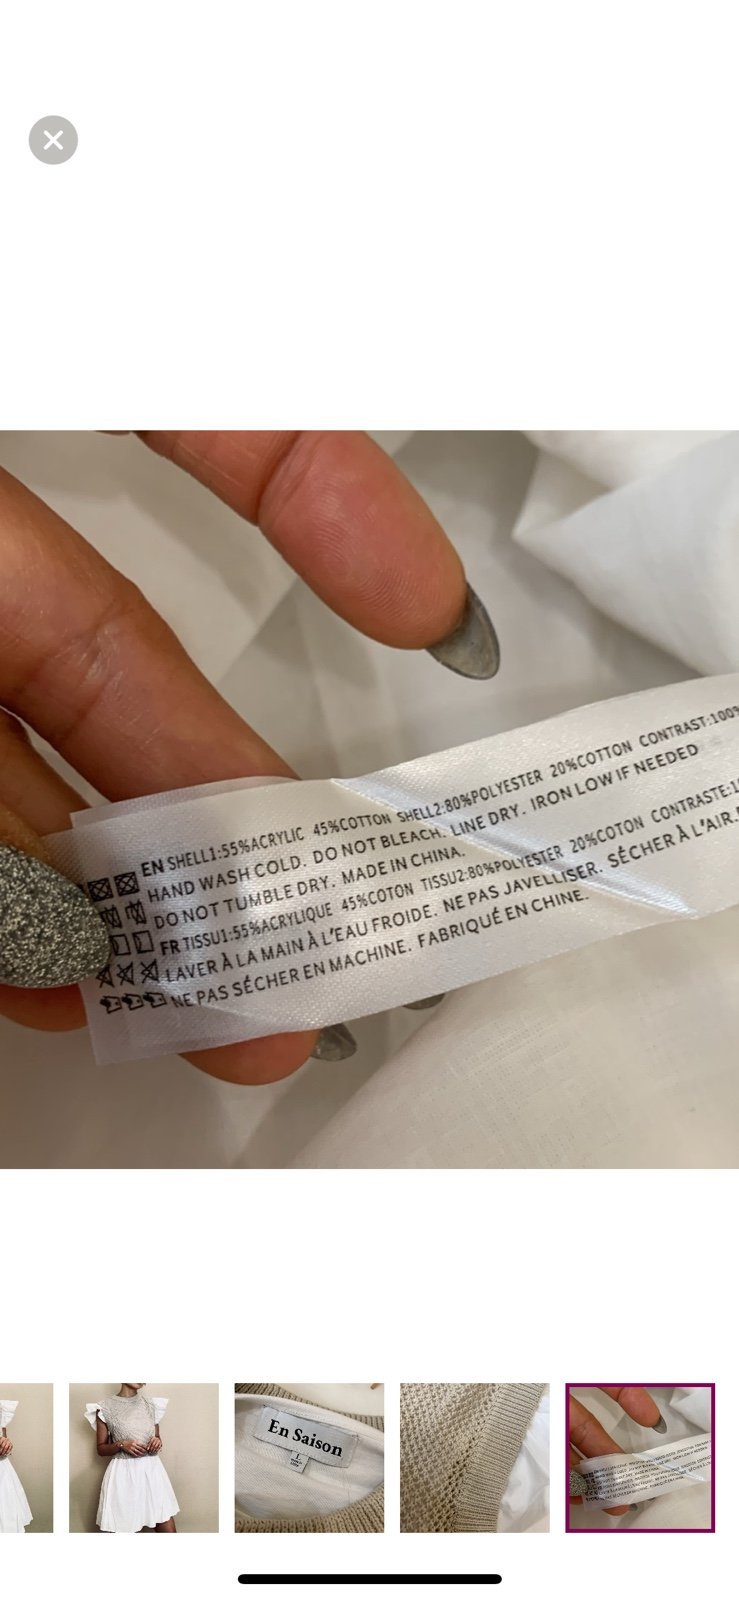 EN SHELL1:55%ACRYLIC 45%COTTON SHELL2:80%POLYESTER 20%COTTON CONTRAST:100%
HAND WASH COLD. DO NOT BLEACH. LINE DRY. IRON LOW IF NEEDED
DO NOT TUMBLE DRY. MADE IN CHINA.
FR TISSU1:55%ACRYLIQUE 45%COTON TISSU2:80%POLYESTER 20%COTON CONTRASTE:1
LAVER À LA MAIN À L'EAU FROIDE. NE PAS JAVELLISER. SÉCHER À L'AIR.
NE PAS SÉCHER EN MACHINE. FABRIQUÉ EN CHINE.
En Saison
L